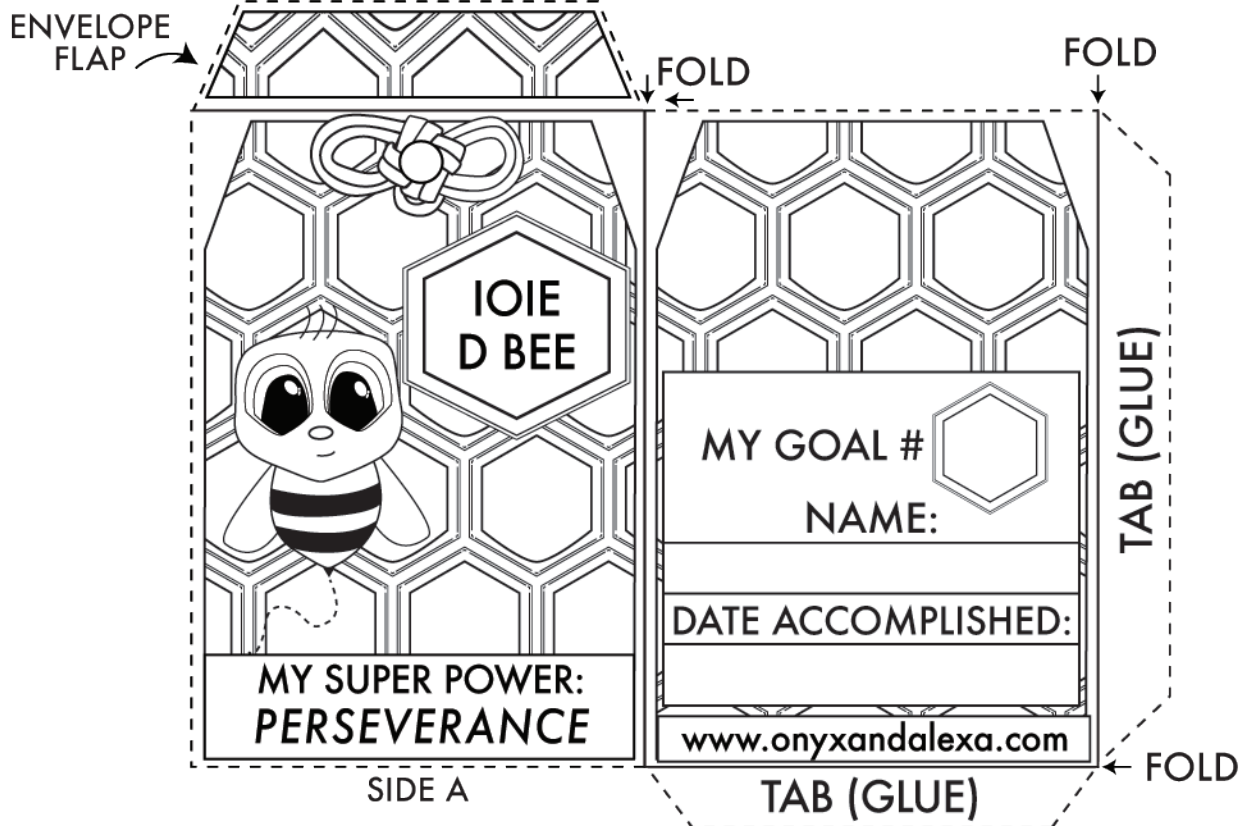 ENVELOPE
FLAP
FOLD
FOLD
IOIE
D BEE
MY GOAL #
NAME:
DATE ACCOMPLISHED:
TAB (GLUE)
MY SUPER POWER:
PERSEVERANCE
www.onyxandalexa.com
FOLD
SIDE A
TAB (GLUE)